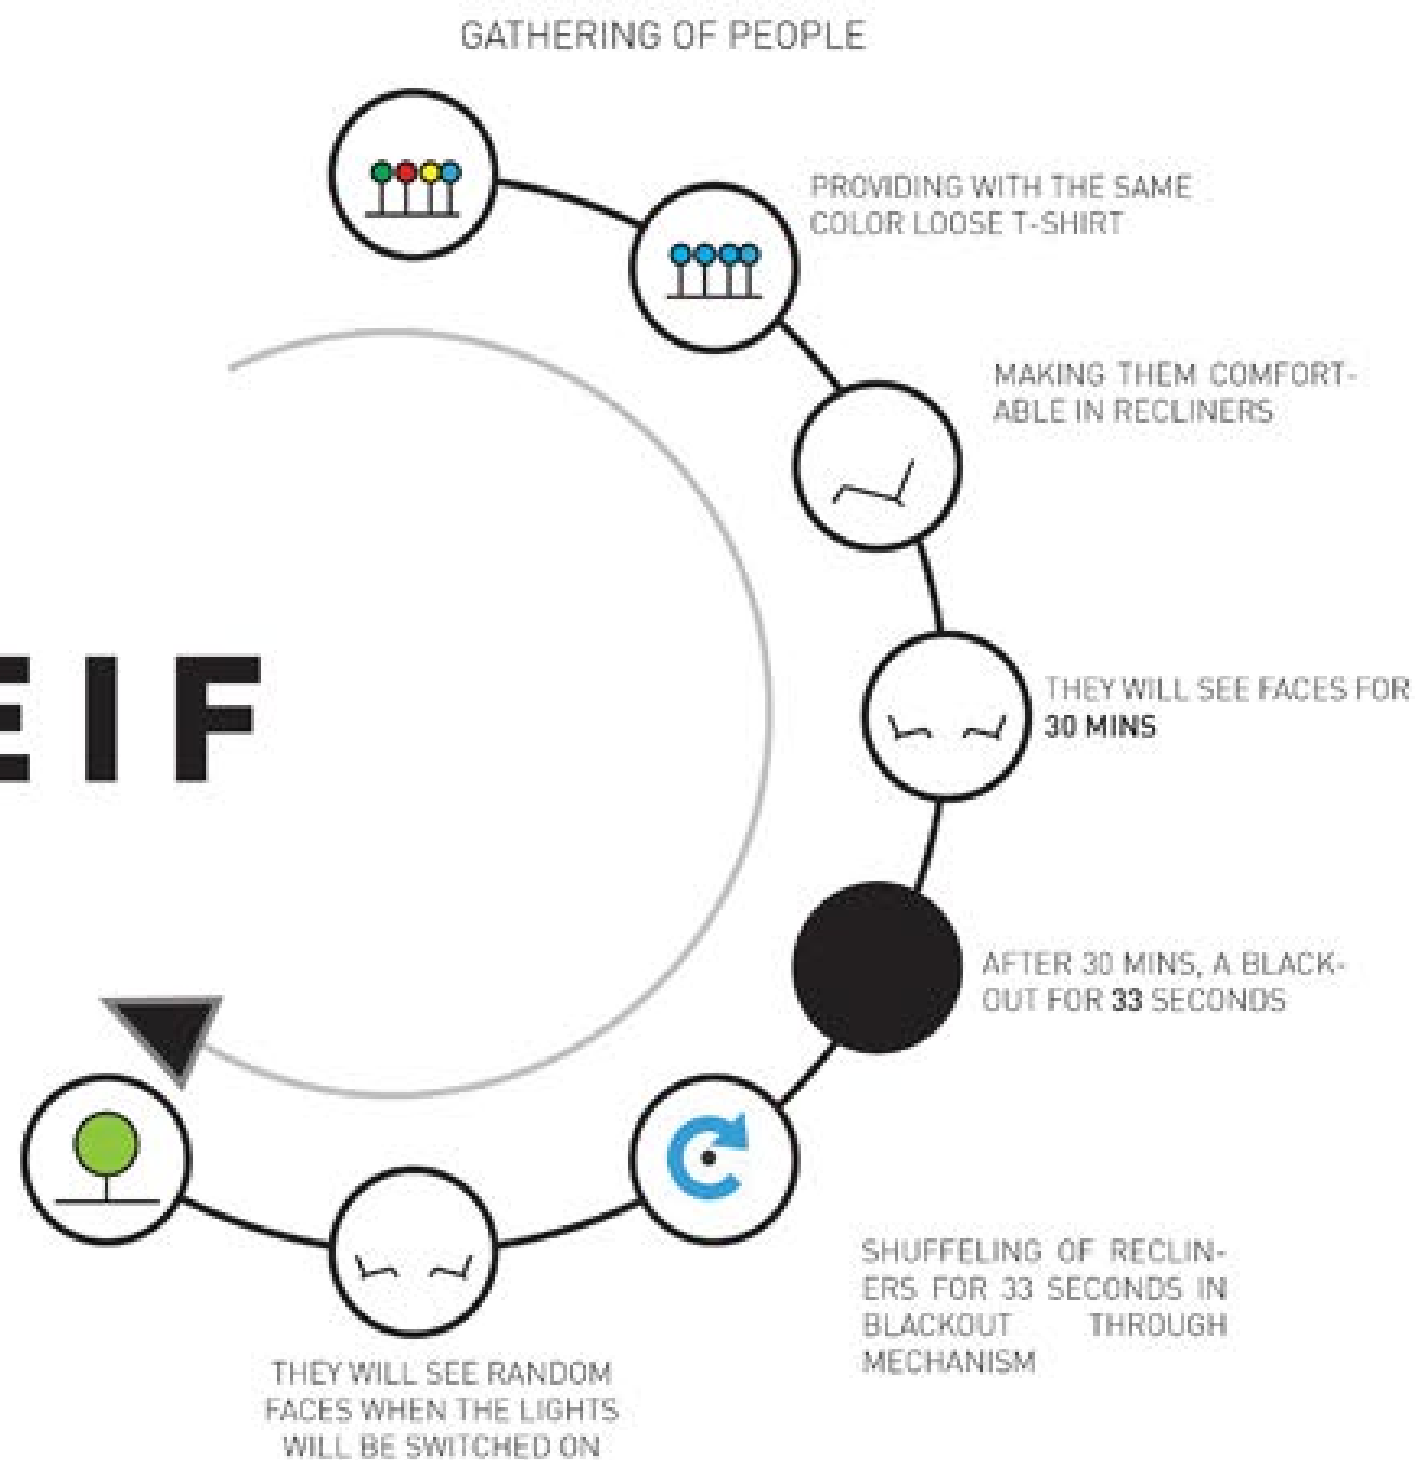 GATHERING OF PEOPLE
PROVIDING WITH THE SAME
COLOR LOOSE T-SHIRT
MAKING THEM COMFORT-
ABLE IN RECLINERS
EIF
THEY WILL SEE FACES FOR
30 MINS
AFTER 30 MINS, A BLACK-
OUT FOR 33 SECONDS
SHUFFELING OF RECLIN-
ERS FOR 33 SECONDS IN
BLACKOUT THROUGH
MECHANISM
THEY WILL SEE RANDOM
FACES WHEN THE LIGHTS
WILL BE SWITCHED ON